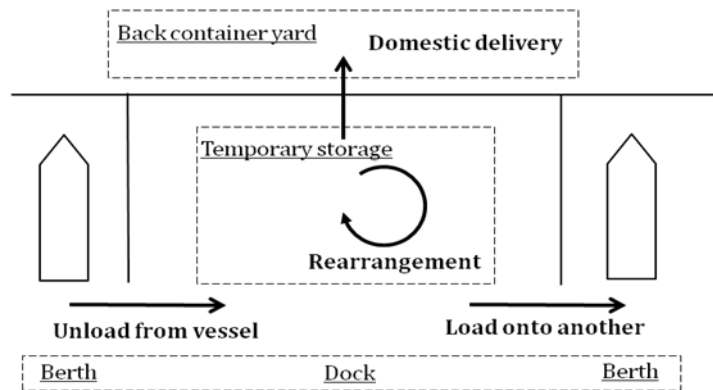 Back container yard
Domestic delivery
Temporary storage
Rearrangement
Unload from vessel
Load onto another
Berth
Dock
Berth